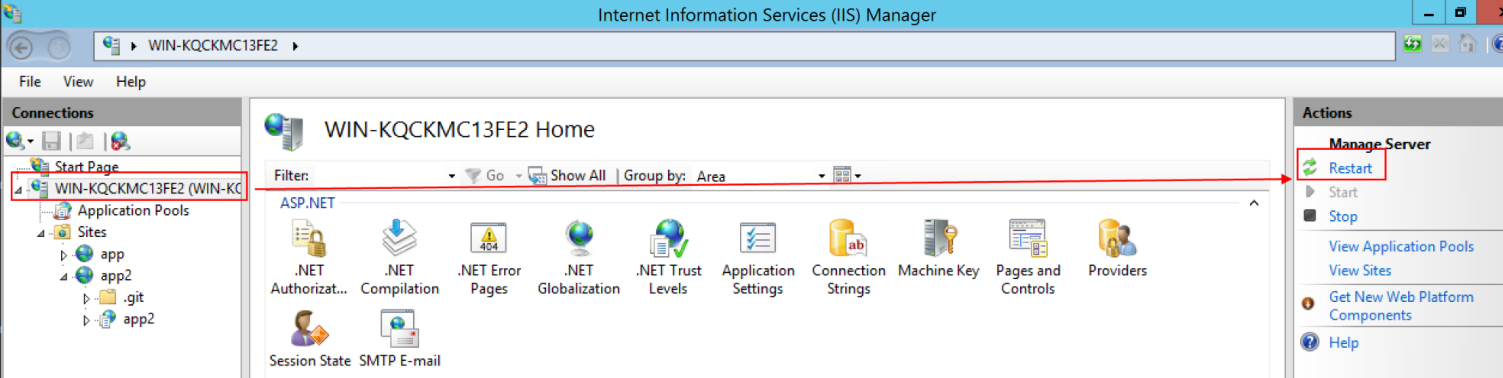 Internet Information Services (IIS) Manager
WIN-KQCKMC13FE2
File View Help
Connections
Start Page
WIN-KQCKMC13FE2 (WIN-KC
Application Pools
Sites
app
app2
.git
app2
WIN-KQCKMC13FE2 Home
Filter: Go Show All Group by: Area
ASP.NET
404
ab
.NET Authorizat...
.NET Compilation
.NET Error Pages
.NET Globalization
.NET Trust Levels
Application Settings
Connection Strings
Machine Key
Pages and Controls
Providers
Session State
SMTP E-mail
Actions
Manage Server
Restart
Start
Stop
View Application Pools
View Sites
Get New Web Platform
Components
Help